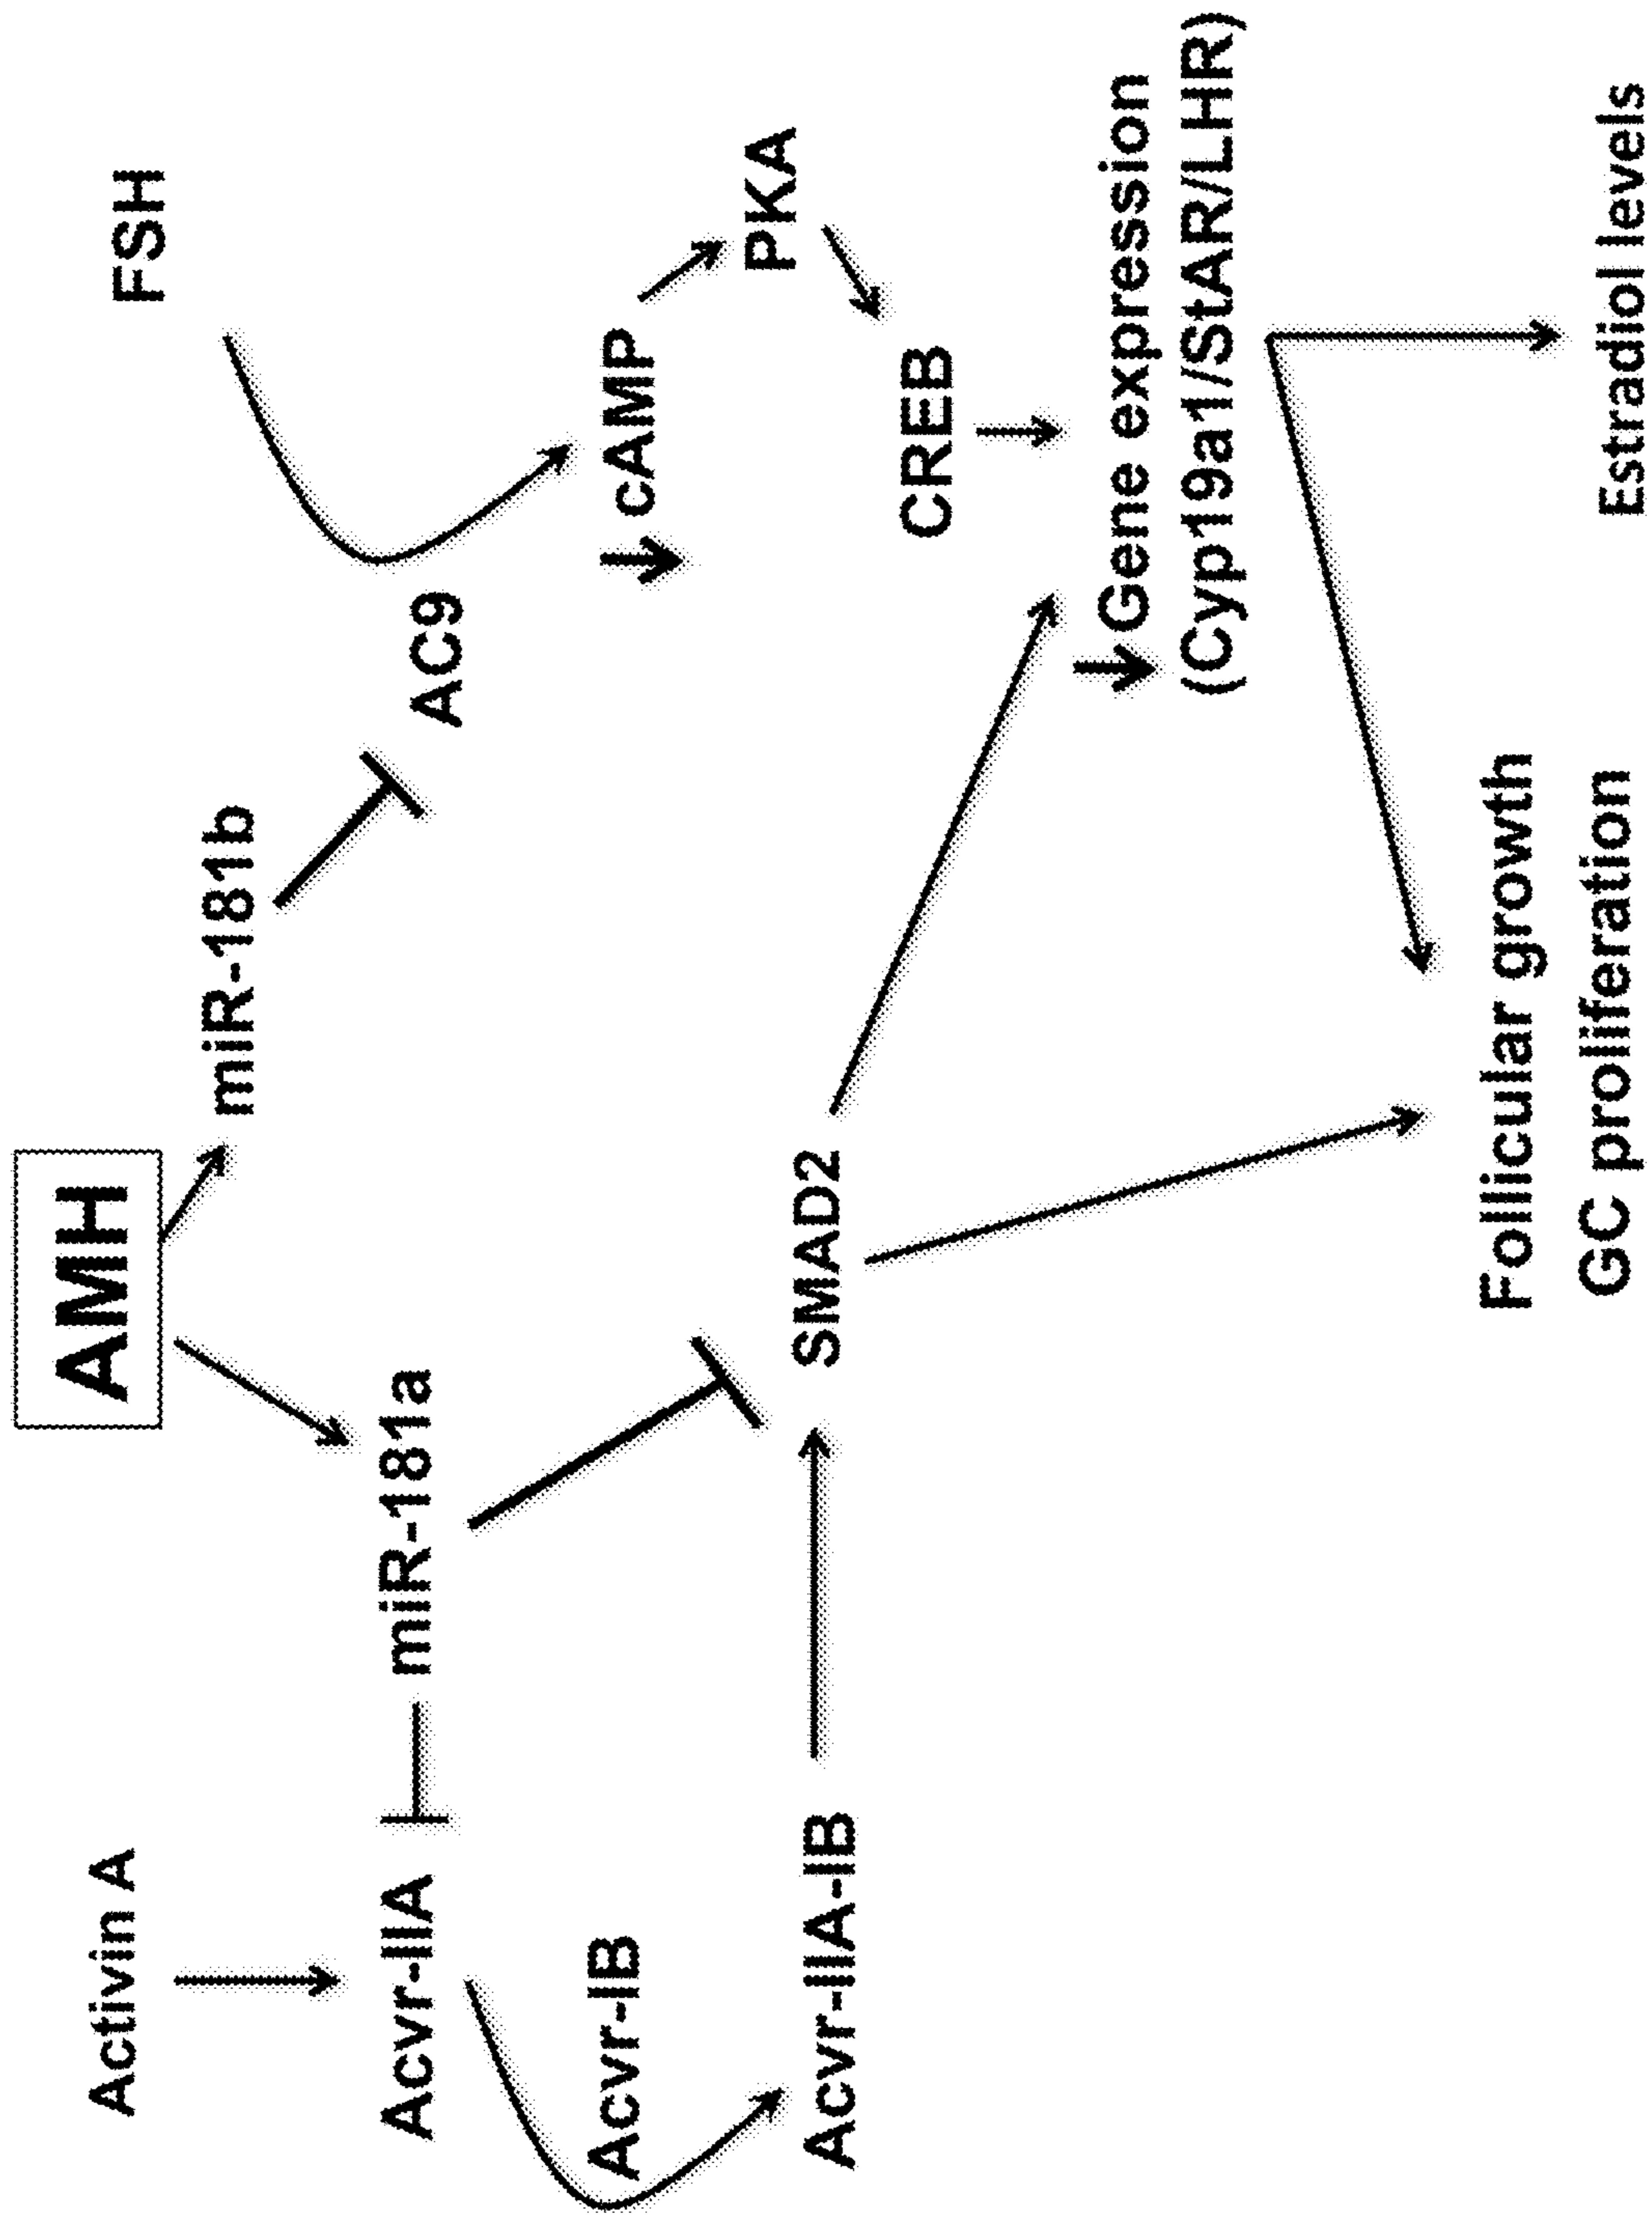 AMH
Activin A
FSH
miR-181b
miR-181a
Acvr-IIA
AC9
Acvr-IB
cAMP
PKA
Acvr-IIA-IB
SMAD2
CREB
Gene expression
(Cyp19a1/StAR/LHR)
Follicular growth
GC proliferation
Estradiol levels